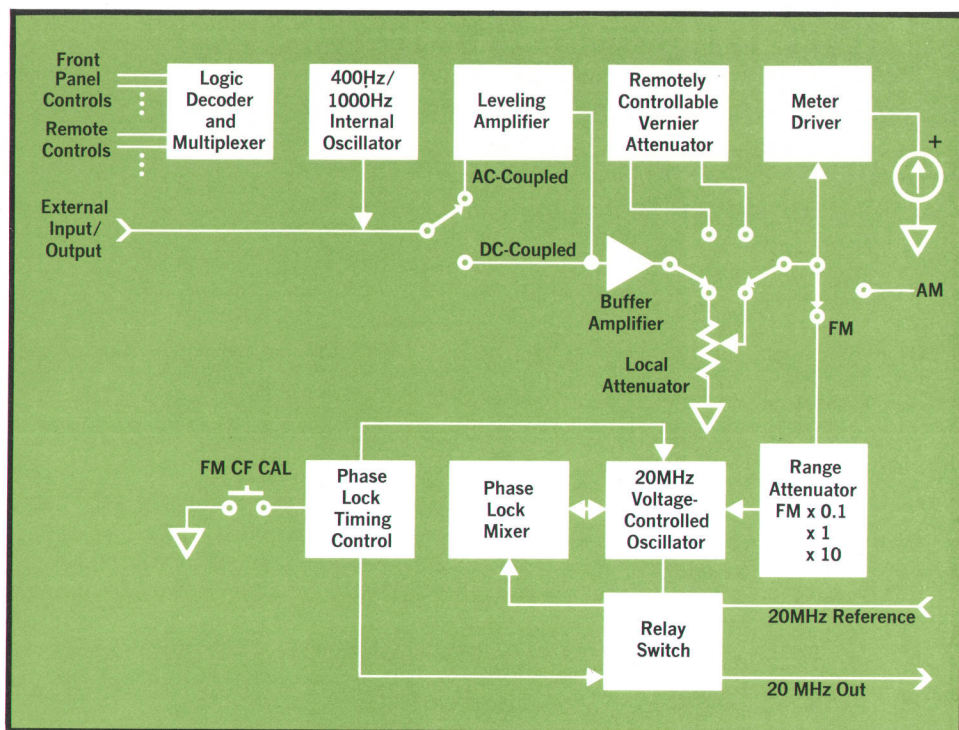 Front
Panel
Controls
Remote
Controls
External
Input/
Output
Logic
Decoder
and
Multiplexer
400Hz/
1000Hz
Internal
Oscillator
Leveling
Amplifier
AC-Coupled
DC-Coupled
Buffer
Amplifier
Remotely
Controllable
Vernier
Attenuator
Local
Attenuator
Meter
Driver
+
AM
FM
FM CF CAL
Phase
Lock
Timing
Control
Phase
Lock
Mixer
20MHz
Voltage-
Controlled
Oscillator
Range
Attenuator
FM x 0.1
x 1
x 10
Relay
Switch
20MHz Reference
20 MHz Out